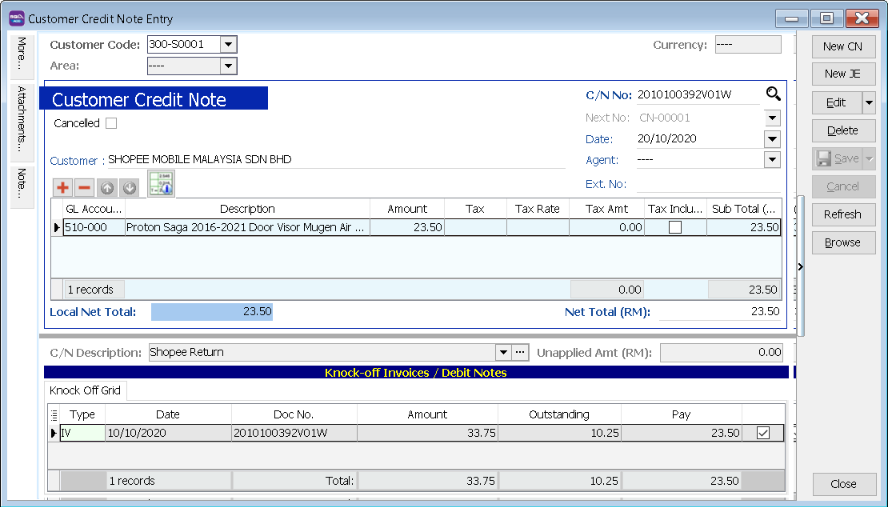 Customer Credit Note Entry
More...
Attachments...
Note...
Customer Code: 300-S0001 Currency: ----
Area: ----
Customer Credit Note
Cancelled
Customer : SHOPEE MOBILE MALAYSIA SDN BHD
C/N No: 2010100392V01W
Next No: CN-00001
Date: 20/10/2020
Agent: ----
Ext. No:
GL Accou... Description Amount Tax Tax Rate Tax Amt Tax Inclu... Sub Total (...
510-000 Proton Saga 2016-2021 Door Visor Mugen Air ... 23.50 0.00 23.50
1 records 0.00 23.50
Local Net Total: 23.50 Net Total (RM): 23.50
C/N Description: Shopee Return Unapplied Amt (RM): 0.00
Knock-off Invoices / Debit Notes
Knock Off Grid
Type Date Doc No. Amount Outstanding Pay
IV 10/10/2020 2010100392V01W 33.75 10.25 23.50
1 records Total: 33.75 10.25 23.50
New CN
New JE
Edit
Delete
Save
Cancel
Refresh
Browse
Close